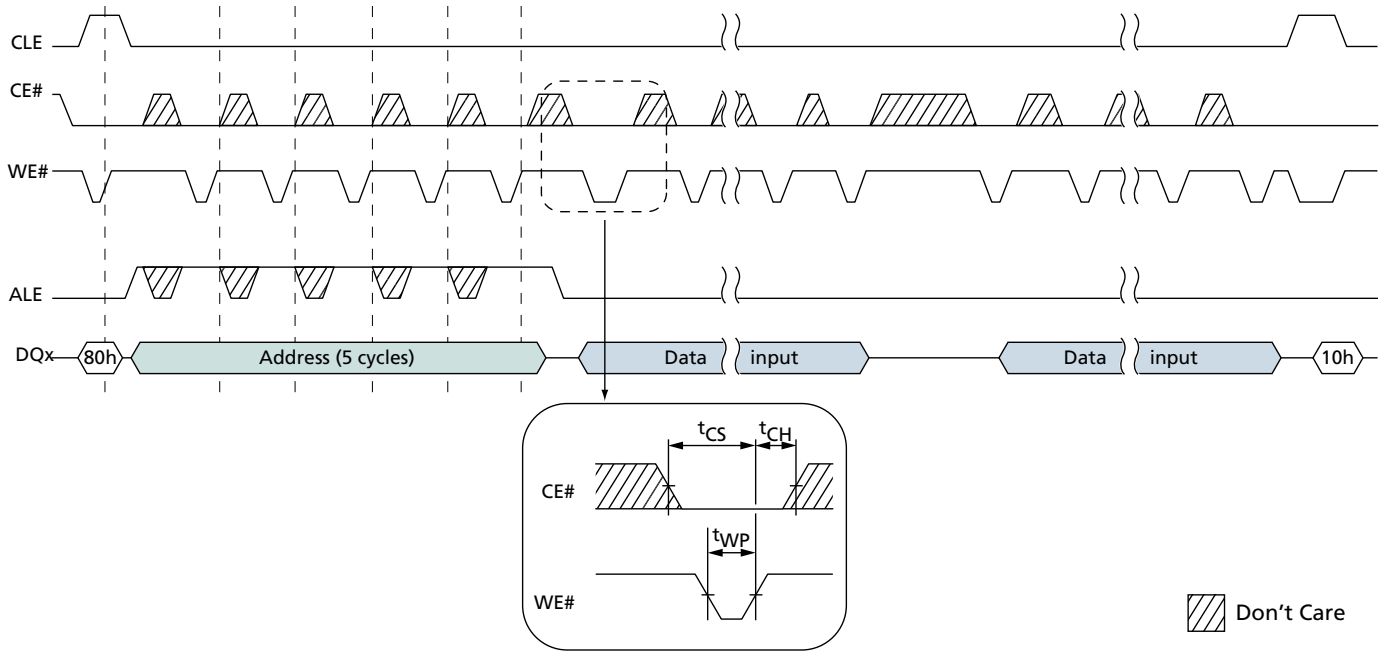 CLE
CE#
WE#
ALE
DQx
80h
Address (5 cycles)
Data input
Data input
10h
tCS
tCH
CE#
tWP
WE#
Don't Care